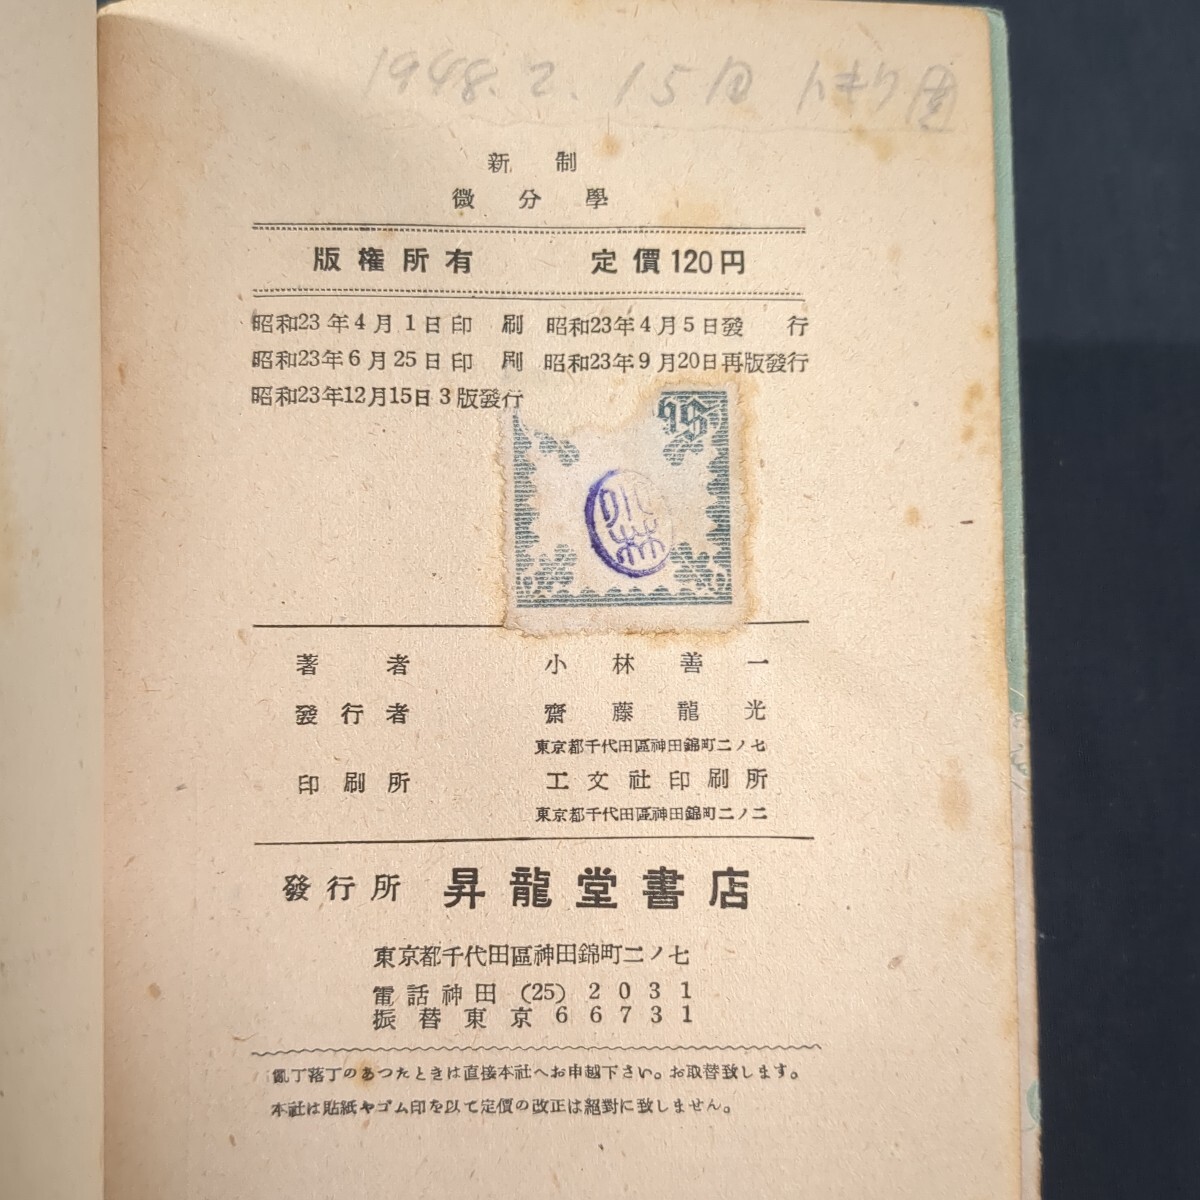 1948. 2. 15日
新制
微分學
版権所有 定價120円
昭和23年4月1日印刷 昭和23年4月5日發行
昭和23年6月25日印刷 昭和23年9月20日再版發行
昭和23年12月15日3版發行
小林
著者 小林善一
發行者 齋藤龍光
東京都千代田區神田錦町二ノ七
印刷所 工文社印刷所
東京都千代田區神田錦町二ノ二
發行所 昇龍堂書店
東京都千代田區神田錦町二ノ七
電話神田 (25) 2031
振替東京 66731
亂丁落丁のあつたときは直接本社へお申越下さい。お取替致します。
本社は貼紙やゴム印を以て定價の改正は絕對に致しません。